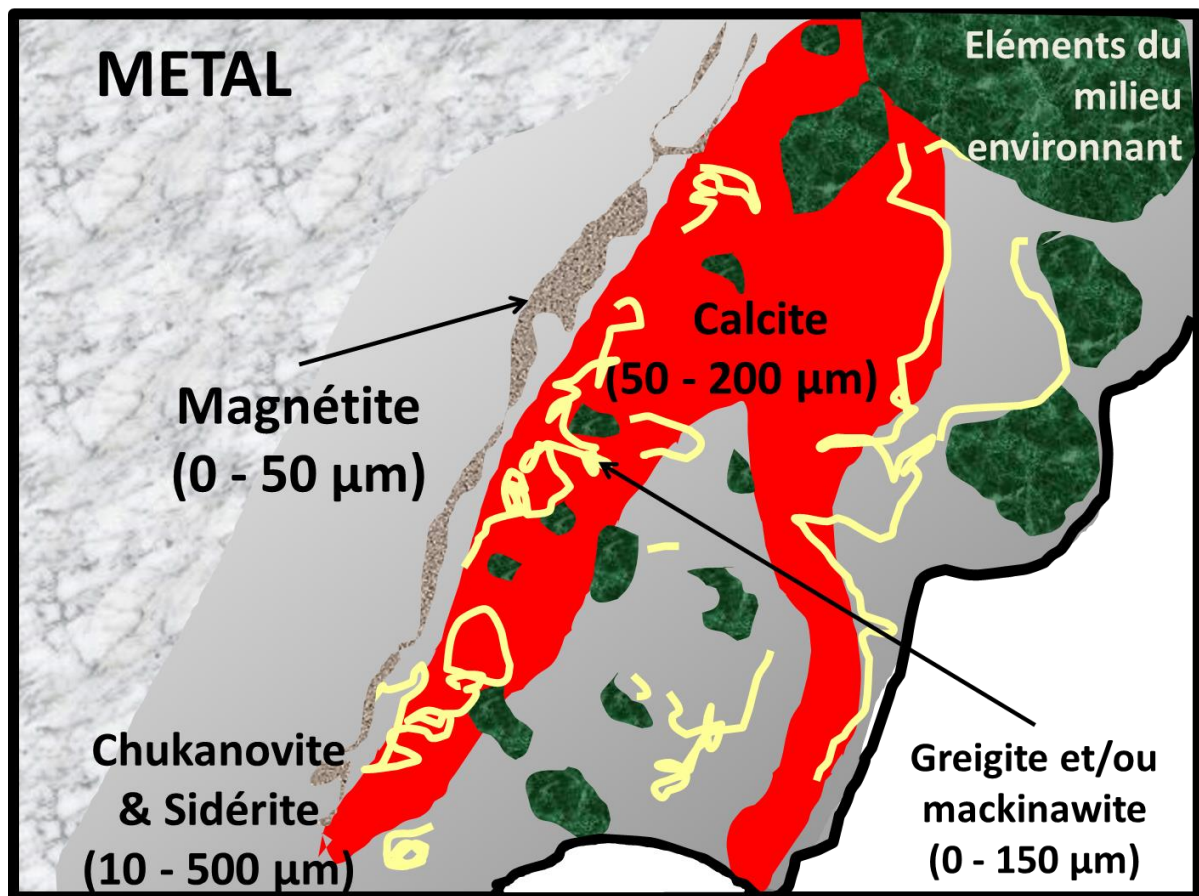 METAL
Eléments du
milieu
environnant
Calcite
(50 - 200 µm)
Magnétite
(0 - 50 µm)
Chukanovite
& Sidérite
(10 - 500 µm)
Greigite et/ou
mackinawite
(0 - 150 µm)